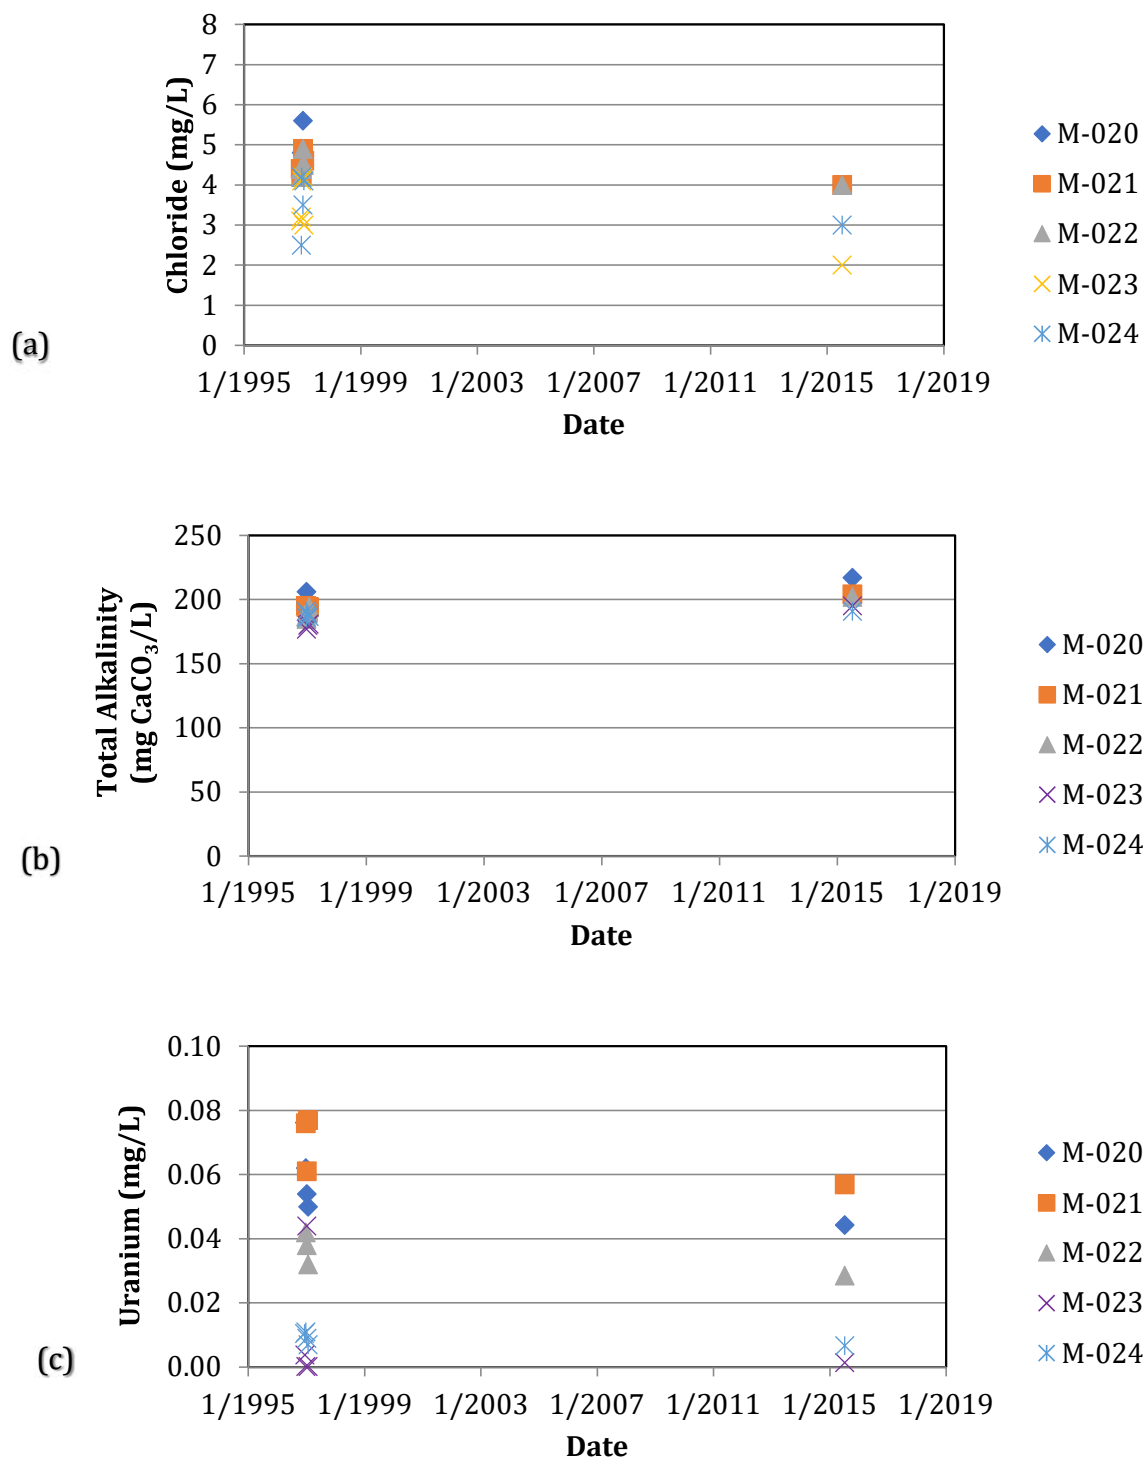 8
7
6
5
4
3
2
1
0
Chloride (mg/L)
(a)
1/1995 1/1999 1/2003 1/2007 1/2011 1/2015 1/2019
Date
M-020
M-021
M-022
M-023
M-024
250
200
150
100
50
0
Total Alkalinity
(mg CaCO₃/L)
(b)
1/1995 1/1999 1/2003 1/2007 1/2011 1/2015 1/2019
Date
M-020
M-021
M-022
M-023
M-024
0.10
0.08
0.06
0.04
0.02
0.00
Uranium (mg/L)
(c)
1/1995 1/1999 1/2003 1/2007 1/2011 1/2015 1/2019
Date
M-020
M-021
M-022
M-023
M-024